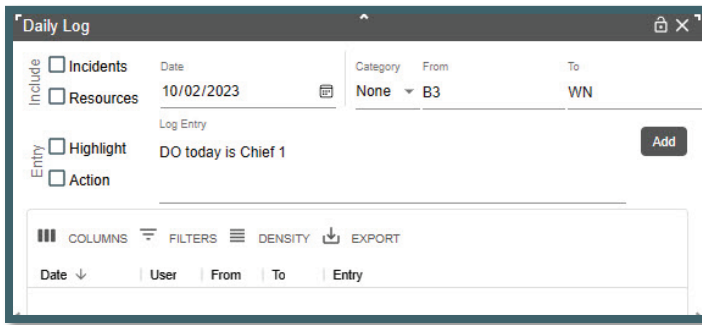 Daily Log
Include
Incidents
Resources
Date
10/02/2023
Category
None
From
B3
To
WN
Entry
Highlight
Action
Log Entry
DO today is Chief 1
Add
COLUMNS FILTERS DENSITY EXPORT
Date User From To Entry